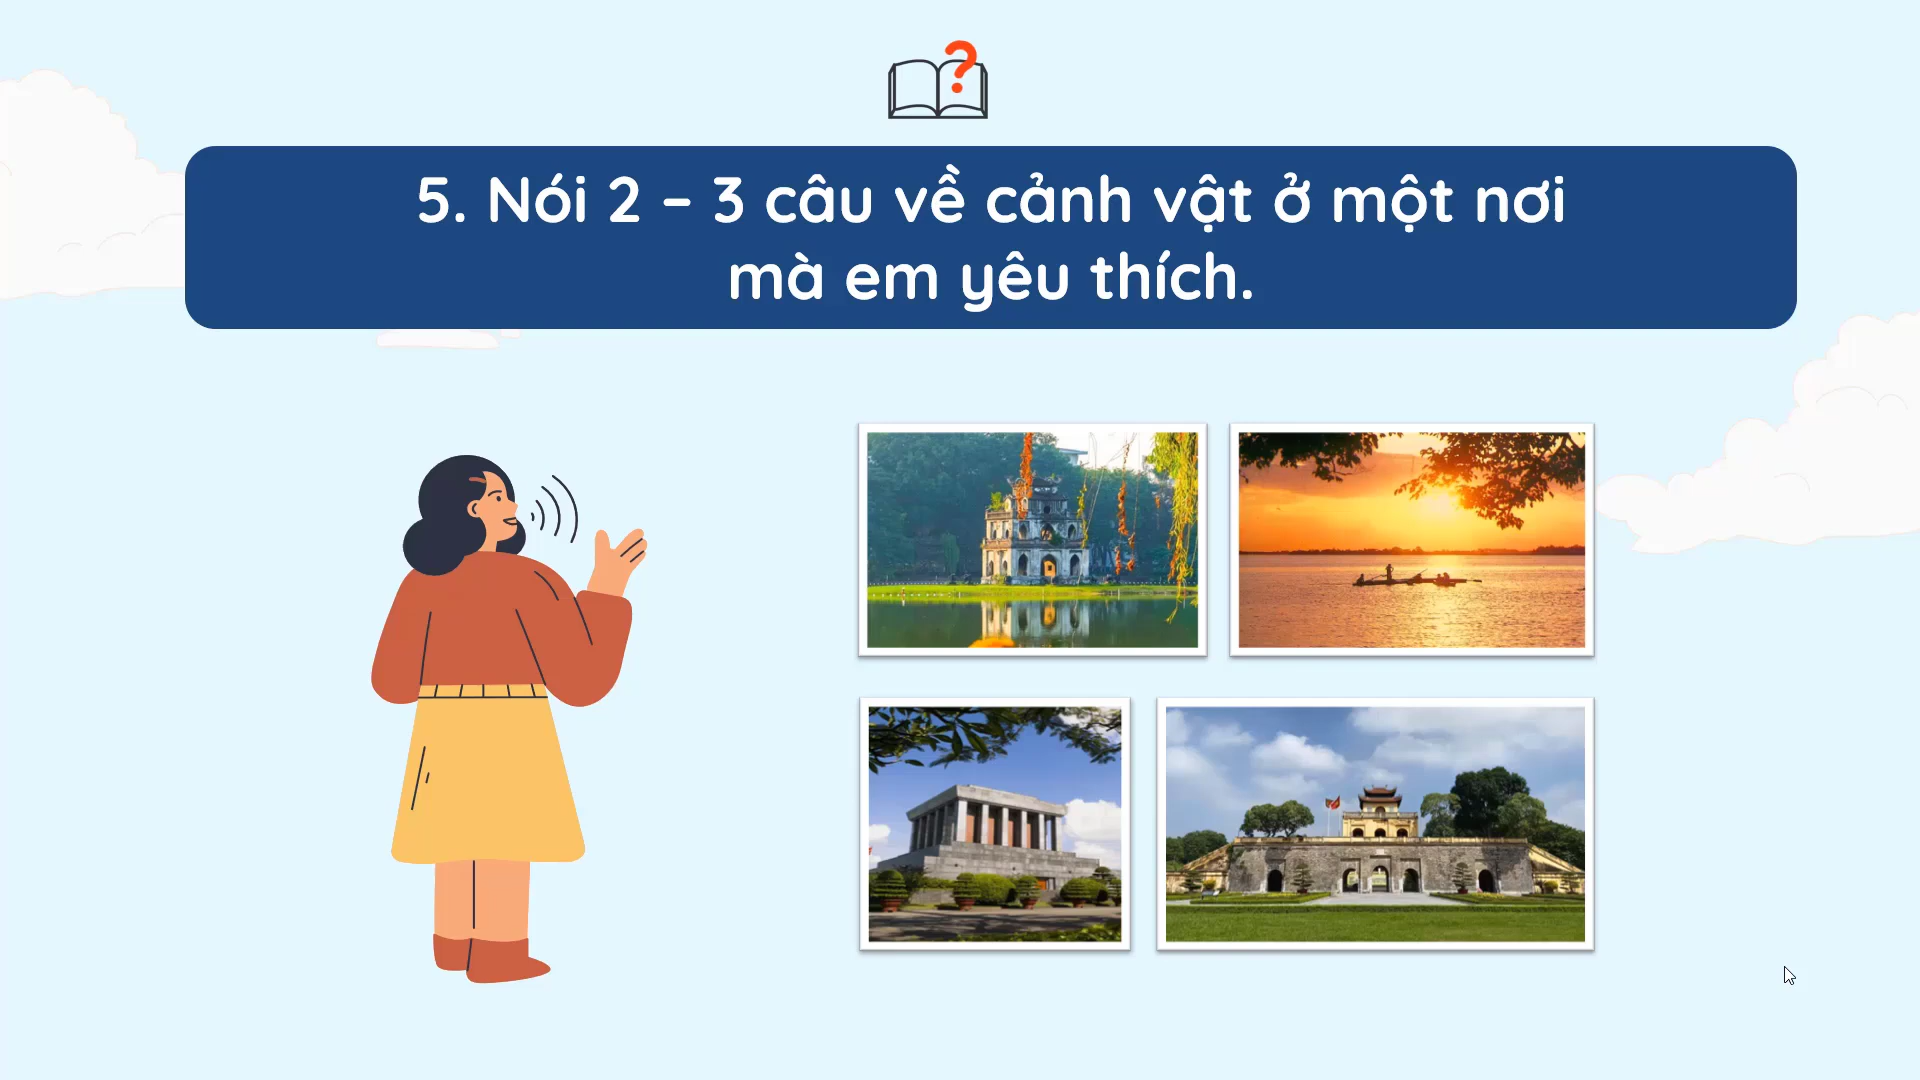 5. Nói 2 – 3 câu về cảnh vật ở một nơi
mà em yêu thích.